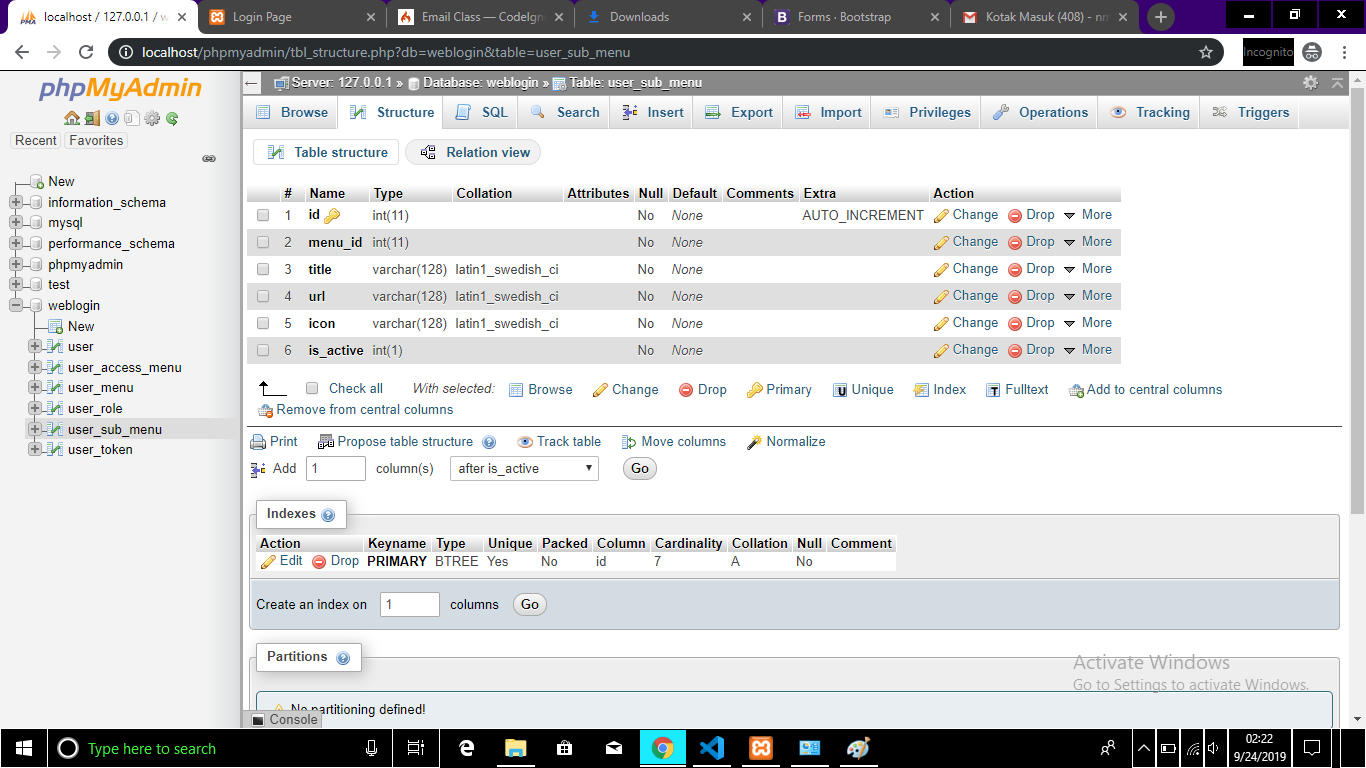 localhost / 127.0.0.1 / w
Login Page
Email Class — CodeIgn
Downloads
Forms · Bootstrap
Kotak Masuk (408) - nm
localhost/phpmyadmin/tbl_structure.php?db=weblogin&table=user_sub_menu
Incognito
phpMyAdmin
Recent
Favorites
New
information_schema
mysql
performance_schema
phpmyadmin
test
weblogin
New
user
user_access_menu
user_menu
user_role
user_sub_menu
user_token
Server: 127.0.0.1 » Database: weblogin » Table: user_sub_menu
Browse Structure SQL Search Insert Export Import Privileges Operations Tracking Triggers
Table structure Relation view
# Name Type Collation Attributes Null Default Comments Extra Action
1 id int(11) No None AUTO_INCREMENT Change Drop More
2 menu_id int(11) No None Change Drop More
3 title varchar(128) latin1_swedish_ci No None Change Drop More
4 url varchar(128) latin1_swedish_ci No None Change Drop More
5 icon varchar(128) latin1_swedish_ci No None Change Drop More
6 is_active int(1) No None Change Drop More
Check all With selected: Browse Change Drop Primary Unique Index Fulltext Add to central columns
Remove from central columns
Print Propose table structure Track table Move columns Normalize
Add 1 column(s) after is_active Go
Indexes
Action Keyname Type Unique Packed Column Cardinality Collation Null Comment
Edit Drop PRIMARY BTREE Yes No id 7 A No
Create an index on 1 columns Go
Partitions
No partitioning defined!
Console
Activate Windows
Go to Settings to activate Windows.
Type here to search
02:22
9/24/2019